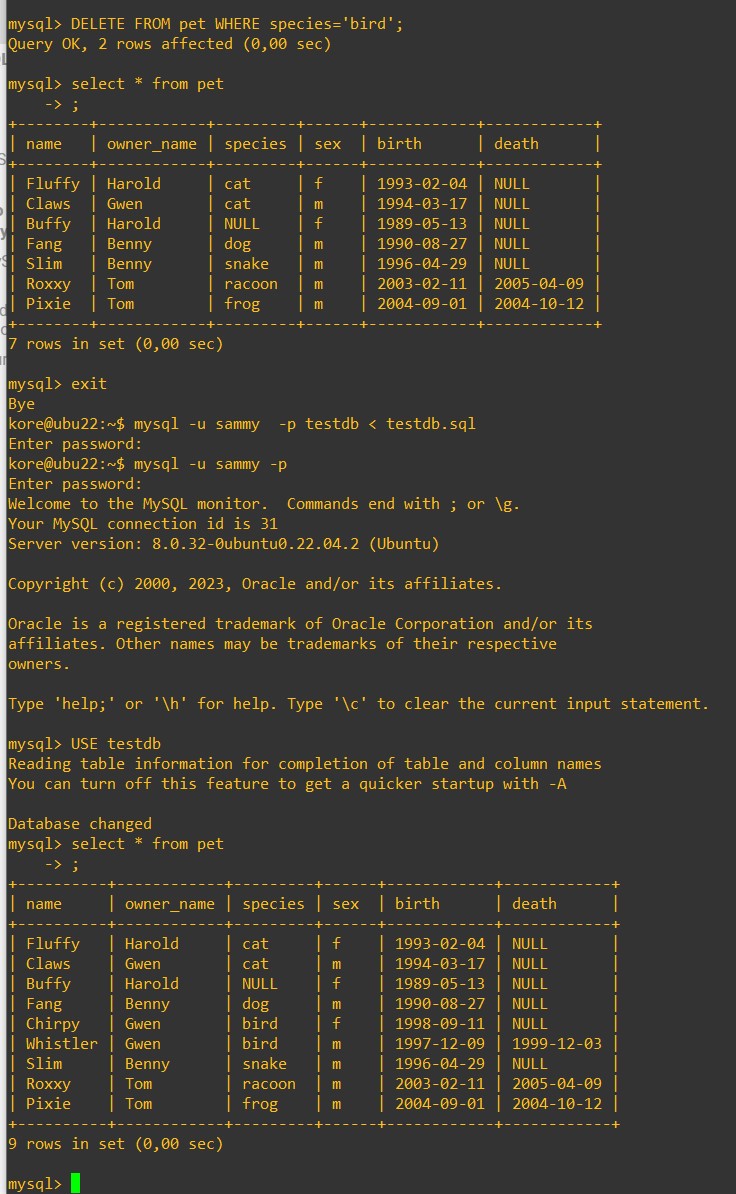 mysql> DELETE FROM pet WHERE species='bird';
Query OK, 2 rows affected (0,00 sec)
mysql> select * from pet
    -> ;
+--------+------------+---------+------+------------+------------+
| name   | owner_name | species | sex  | birth      | death      |
+--------+------------+---------+------+------------+------------+
| Fluffy | Harold     | cat     | f    | 1993-02-04 | NULL       |
| Claws  | Gwen       | cat     | m    | 1994-03-17 | NULL       |
| Buffy  | Harold     | NULL    | f    | 1989-05-13 | NULL       |
| Fang   | Benny      | dog     | m    | 1990-08-27 | NULL       |
| Slim   | Benny      | snake   | m    | 1996-04-29 | NULL       |
| Roxxy  | Tom        | racoon  | m    | 2003-02-11 | 2005-04-09 |
| Pixie  | Tom        | frog    | m    | 2004-09-01 | 2004-10-12 |
+--------+------------+---------+------+------------+------------+
7 rows in set (0,00 sec)
mysql> exit
Bye
kore@ubu22:~$ mysql -u sammy  -p testdb < testdb.sql
Enter password:
kore@ubu22:~$ mysql -u sammy -p
Enter password:
Welcome to the MySQL monitor.  Commands end with ; or \g.
Your MySQL connection id is 31
Server version: 8.0.32-0ubuntu0.22.04.2 (Ubuntu)
Copyright (c) 2000, 2023, Oracle and/or its affiliates.
Oracle is a registered trademark of Oracle Corporation and/or its
affiliates. Other names may be trademarks of their respective
owners.
Type 'help;' or '\h' for help. Type '\c' to clear the current input statement.
mysql> USE testdb
Reading table information for completion of table and column names
You can turn off this feature to get a quicker startup with -A
Database changed
mysql> select * from pet
    -> ;
+----------+------------+---------+------+------------+------------+
| name     | owner_name | species | sex  | birth      | death      |
+----------+------------+---------+------+------------+------------+
| Fluffy   | Harold     | cat     | f    | 1993-02-04 | NULL       |
| Claws    | Gwen       | cat     | m    | 1994-03-17 | NULL       |
| Buffy    | Harold     | NULL    | f    | 1989-05-13 | NULL       |
| Fang     | Benny      | dog     | m    | 1990-08-27 | NULL       |
| Chirpy   | Gwen       | bird    | f    | 1998-09-11 | NULL       |
| Whistler | Gwen       | bird    | m    | 1997-12-09 | 1999-12-03 |
| Slim     | Benny      | snake   | m    | 1996-04-29 | NULL       |
| Roxxy    | Tom        | racoon  | m    | 2003-02-11 | 2005-04-09 |
| Pixie    | Tom        | frog    | m    | 2004-09-01 | 2004-10-12 |
+----------+------------+---------+------+------------+------------+
9 rows in set (0,00 sec)
mysql>